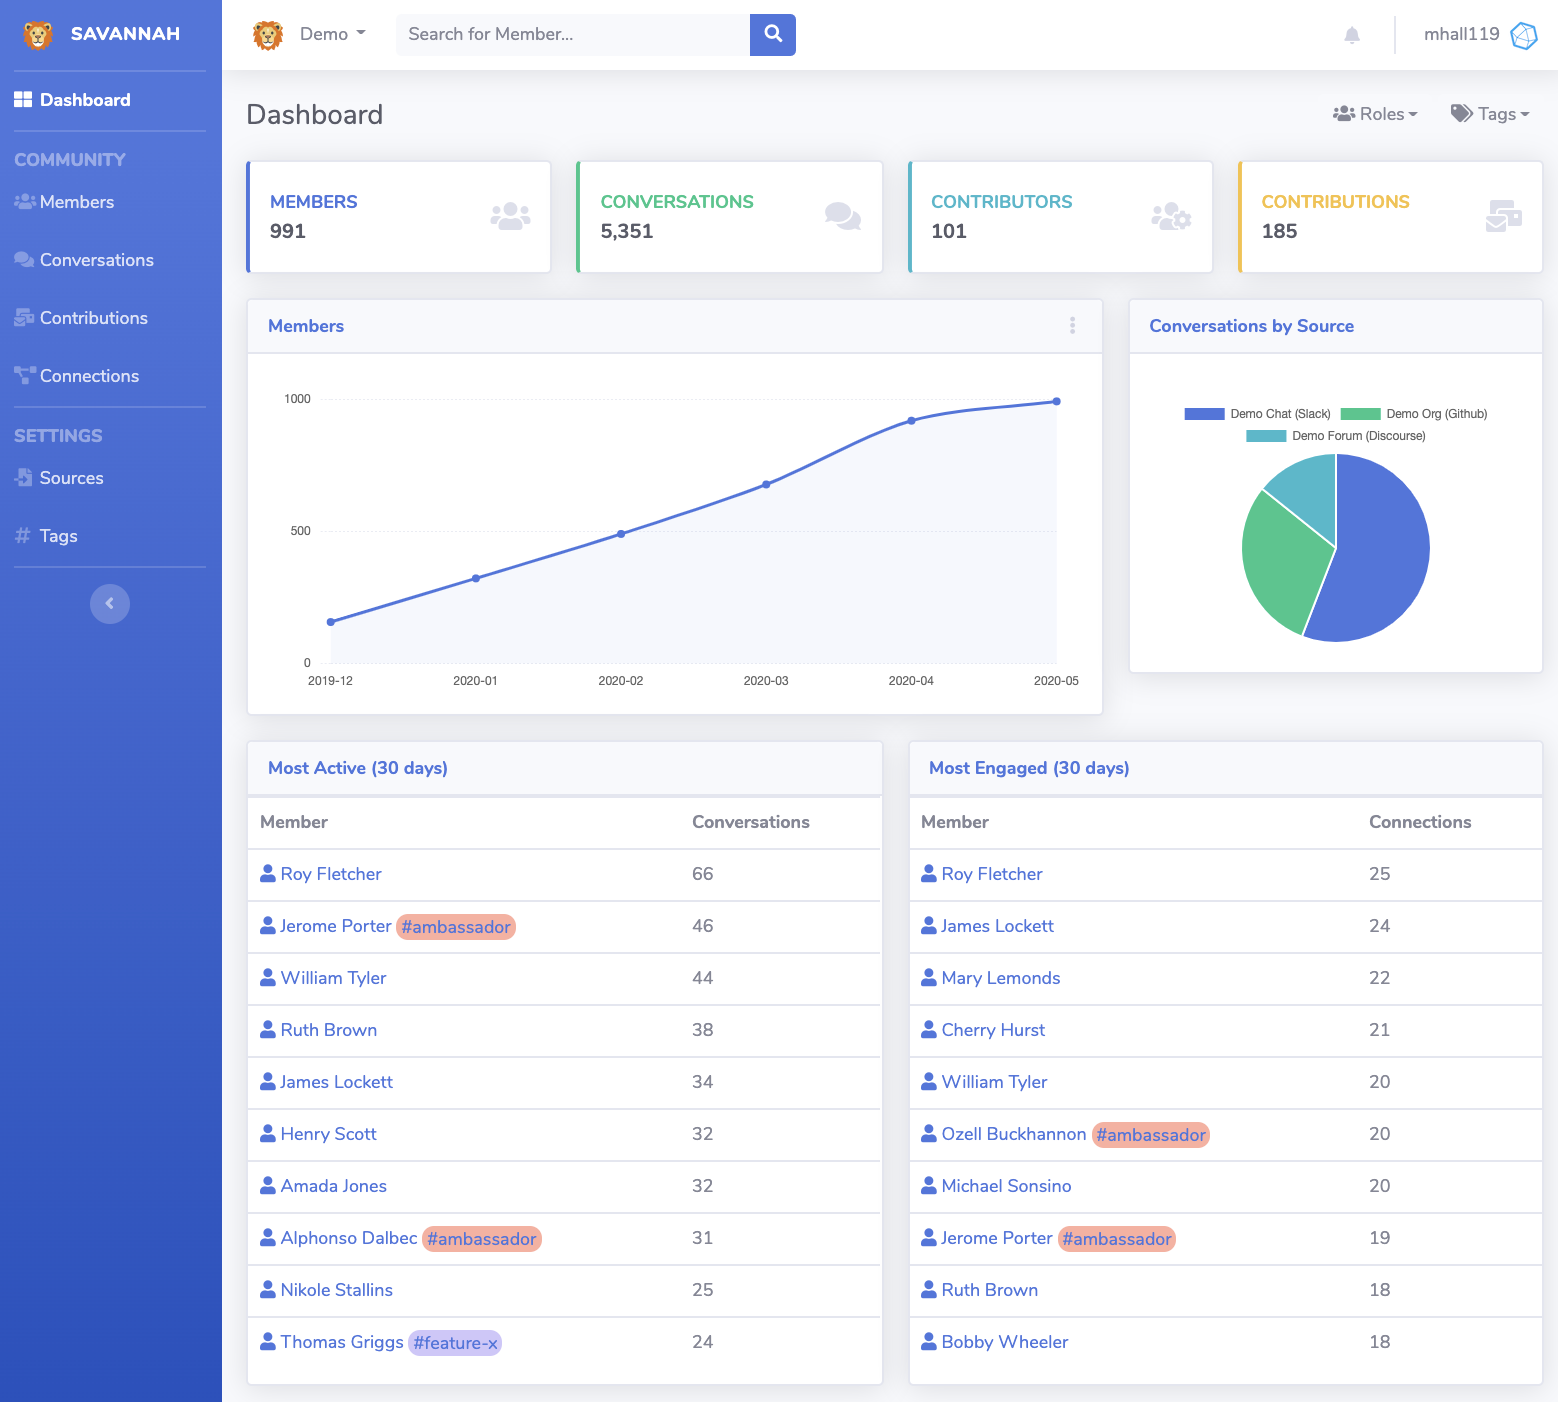 SAVANNAH
Dashboard
COMMUNITY
Members
Conversations
Contributions
Connections
SETTINGS
Sources
# Tags
Demo
Search for Member...
mhall119
Dashboard
Roles
Tags
MEMBERS
991
CONVERSATIONS
5,351
CONTRIBUTORS
101
CONTRIBUTIONS
185
Members
1000
500
0
2019-12 2020-01 2020-02 2020-03 2020-04 2020-05
Conversations by Source
Demo Chat (Slack) Demo Org (Github)
Demo Forum (Discourse)
Most Active (30 days)
Member Conversations
Roy Fletcher 66
Jerome Porter #ambassador 46
William Tyler 44
Ruth Brown 38
James Lockett 34
Henry Scott 32
Amada Jones 32
Alphonso Dalbec #ambassador 31
Nikole Stallins 25
Thomas Griggs #feature-x 24
Most Engaged (30 days)
Member Connections
Roy Fletcher 25
James Lockett 24
Mary Lemonds 22
Cherry Hurst 21
William Tyler 20
Ozell Buckhannon #ambassador 20
Michael Sonsino 20
Jerome Porter #ambassador 19
Ruth Brown 18
Bobby Wheeler 18